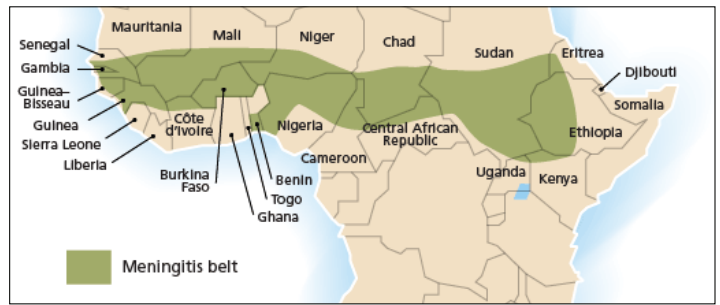 Mauritania
Mali
Niger
Chad
Sudan
Eritrea
Djibouti
Somalia
Ethiopia
Senegal
Gambia
Guinea–
Bisseau
Guinea
Sierra Leone
Liberia
Côte
d'Ivoire
Burkina
Faso
Ghana
Togo
Benin
Nigeria
Cameroon
Central African
Republic
Uganda
Kenya
Meningitis belt